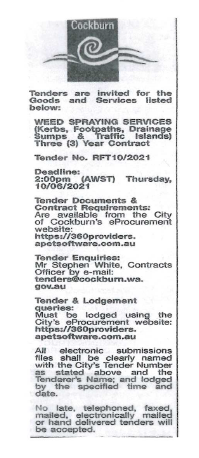 Cockburn
Tenders are invited for the
Goods and Services listed
below:
WEED SPRAYING SERVICES
(Kerbs, Footpaths, Drainage
Sumps & Traffic Islands)
Three (3) Year Contract
Tender No. RFT10/2021
Deadline:
2:00pm (AWST) Thursday,
10/06/2021
Tender Documents &
Contract Requirements:
Are available from the City
of Cockburn's eProcurement
website:
https://360providers.
apetsoftware.com.au
Tender Enquiries:
Mr Stephen White, Contracts
Officer by e-mail:
tenders@cockburn.wa.
gov.au
Tender & Lodgement
queries:
Must be lodged using the
City's eProcurement website:
https://360providers.
apetsoftware.com.au
All electronic submissions
files shall be clearly named
with the City's Tender Number
as stated above and the
Tenderer's Name; and lodged
by the specified time and
date.
No late, telephoned, faxed,
mailed, electronically mailed
or hand delivered tenders will
be accepted.